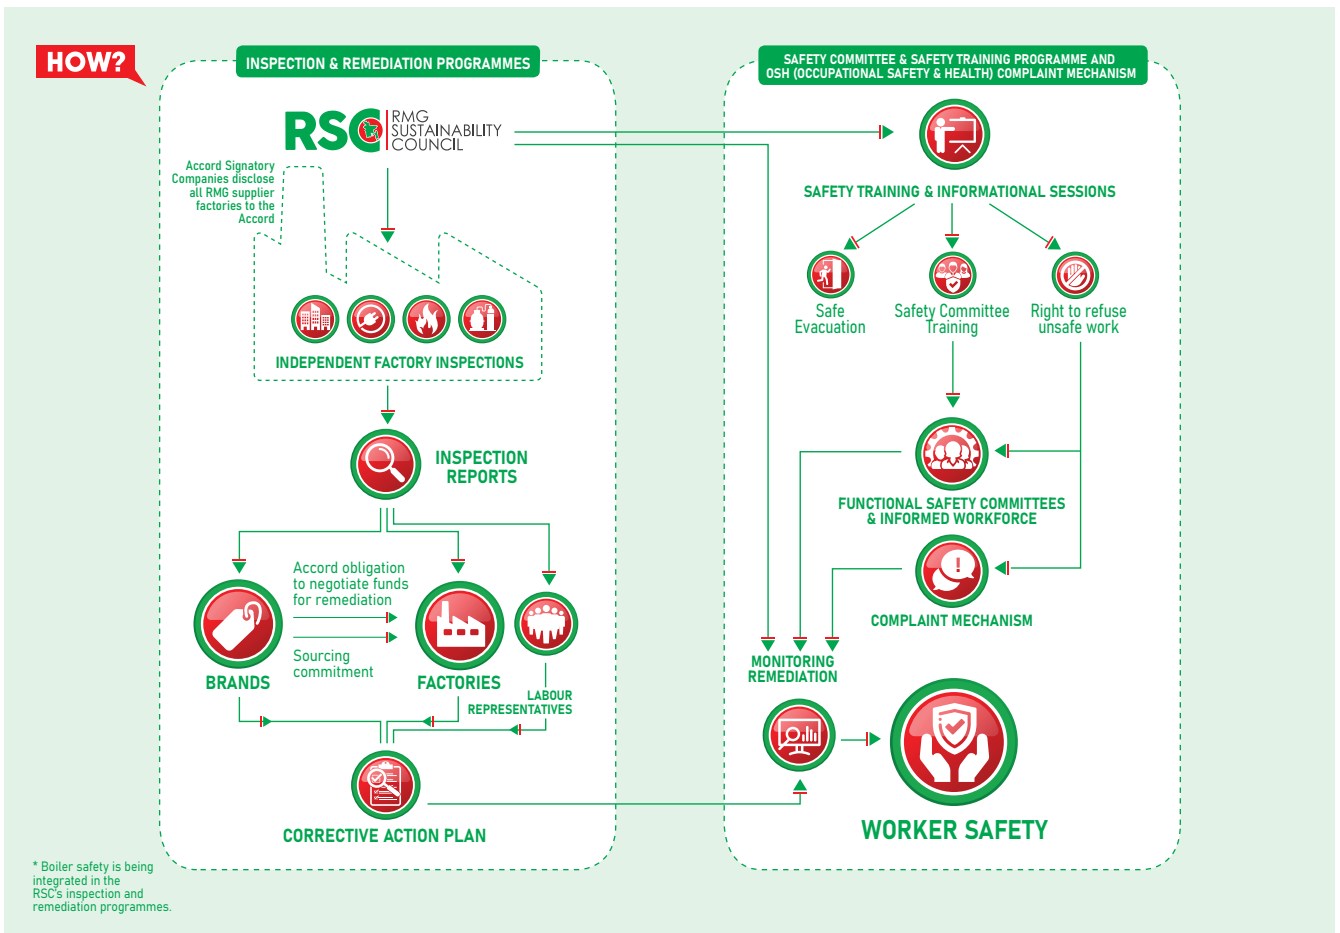 HOW?
INSPECTION & REMEDIATION PROGRAMMES
RSC
RMG
SUSTAINABILITY
COUNCIL
Accord Signatory
Companies disclose
all RMG supplier
factories to the
Accord
INDEPENDENT FACTORY INSPECTIONS
INSPECTION
REPORTS
Accord obligation
to negotiate funds
for remediation
Sourcing
commitment
BRANDS
FACTORIES
LABOUR
REPRESENTATIVES
CORRECTIVE ACTION PLAN
* Boiler safety is being
integrated in the
RSC's inspection and
remediation programmes.
SAFETY COMMITTEE & SAFETY TRAINING PROGRAMME AND
OSH (OCCUPATIONAL SAFETY & HEALTH) COMPLAINT MECHANISM
SAFETY TRAINING & INFORMATIONAL SESSIONS
Safe
Evacuation
Safety Committee
Training
Right to refuse
unsafe work
FUNCTIONAL SAFETY COMMITTEES
& INFORMED WORKFORCE
!
COMPLAINT MECHANISM
MONITORING
REMEDIATION
WORKER SAFETY